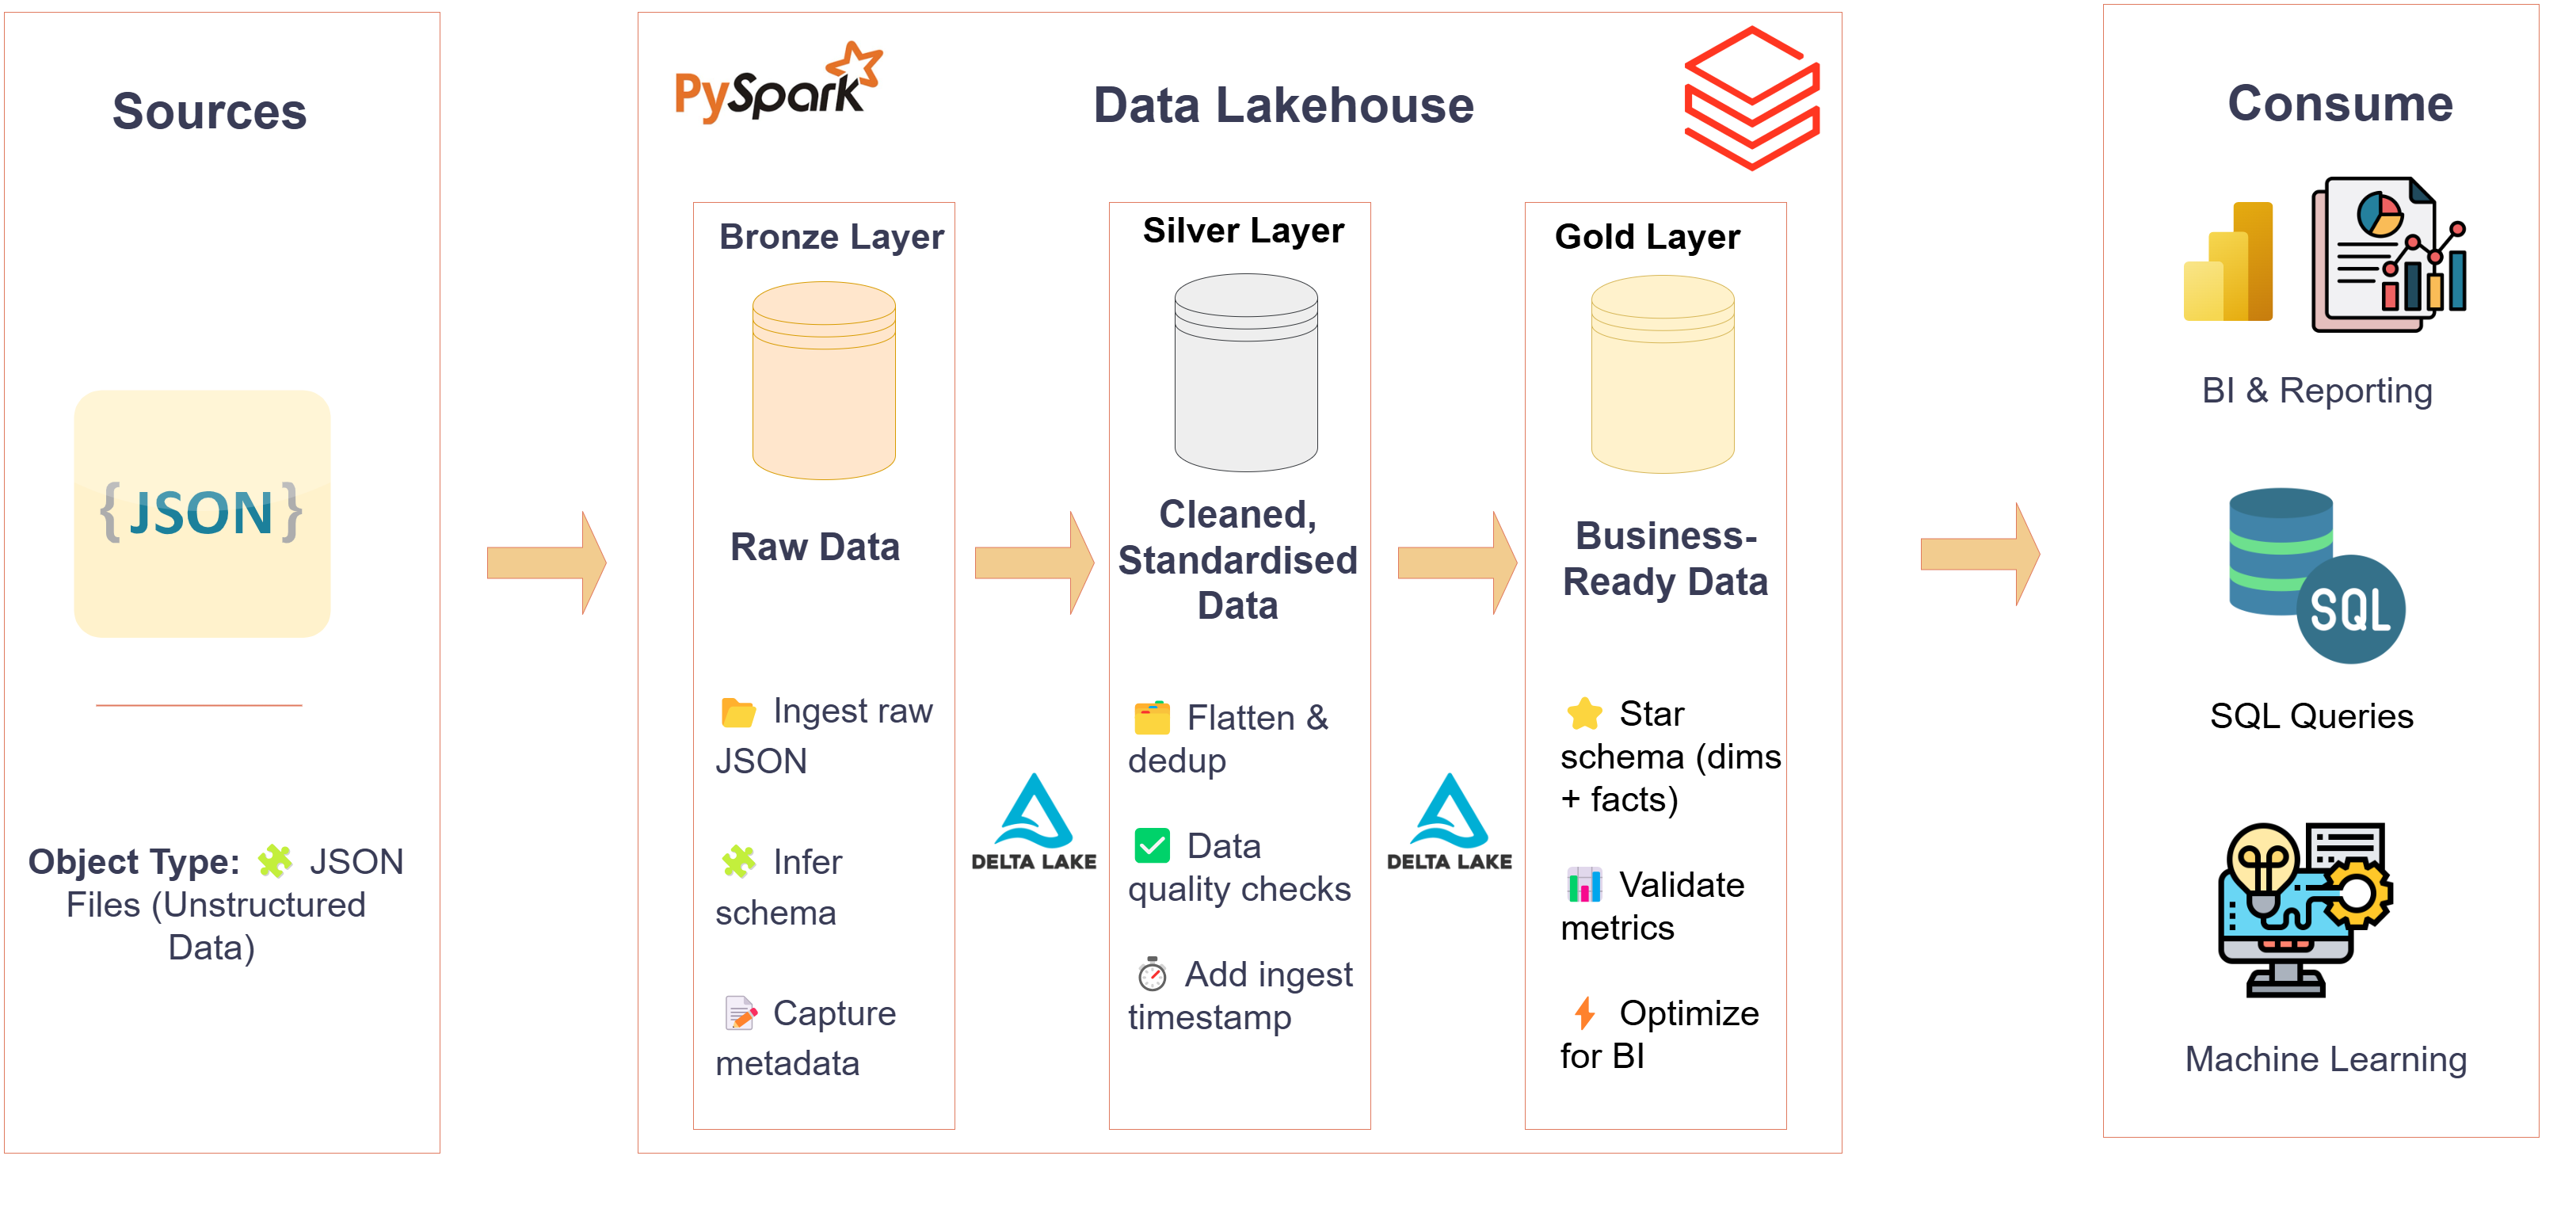 Sources
{ JSON }
Object Type: JSON
Files (Unstructured
Data)
PySpark
Data Lakehouse
Bronze Layer
Raw Data
Ingest raw
JSON
Infer
schema
Capture
metadata
DELTA LAKE
Silver Layer
Cleaned,
Standardised
Data
Flatten &
dedup
Data
quality checks
Add ingest
timestamp
DELTA LAKE
Gold Layer
Business-
Ready Data
Star
schema (dims
+ facts)
Validate
metrics
Optimize
for BI
Consume
BI & Reporting
SQL
SQL Queries
Machine Learning